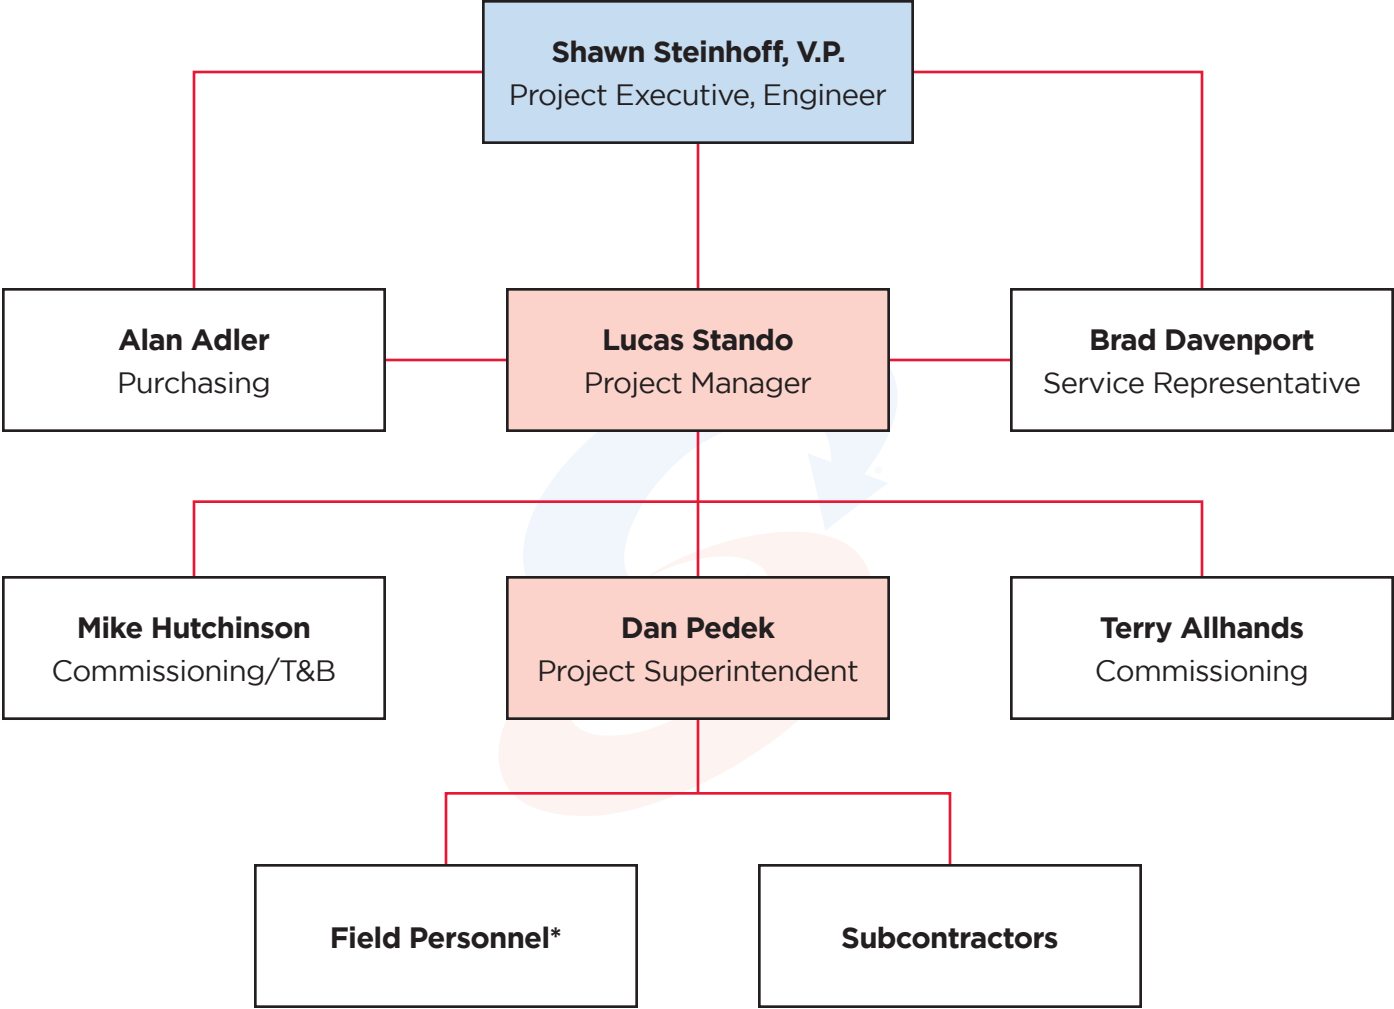 Shawn Steinhoff, V.P.
Project Executive, Engineer
Alan Adler
Purchasing
Lucas Stando
Project Manager
Brad Davenport
Service Representative
Mike Hutchinson
Commissioning/T&B
Dan Pedek
Project Superintendent
Terry Allhands
Commissioning
Field Personnel*
Subcontractors